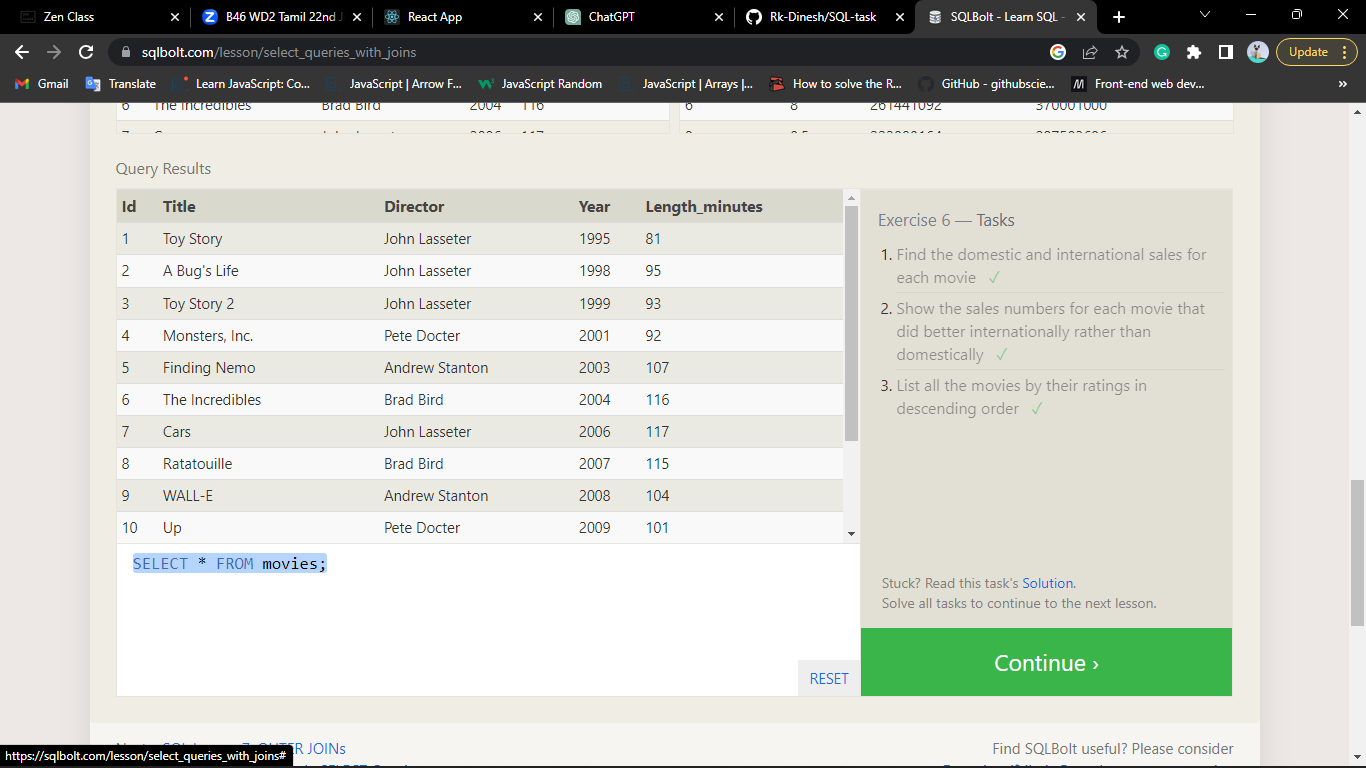 Zen Class
B46 WD2 Tamil 22nd J
React App
ChatGPT
Rk-Dinesh/SQL-task
SQLBolt - Learn SQL -
sqlbolt.com/lesson/select_queries_with_joins
Update
Gmail
Translate
Learn JavaScript: Co...
JavaScript | Arrow F...
JavaScript Random
JavaScript | Arrays |...
How to solve the R...
GitHub - githubscie...
Front-end web dev...
»
6 The Incredibles Brad Bird 2004 116
6 8 261441092 370001000
Query Results
Id Title Director Year Length_minutes
1 Toy Story John Lasseter 1995 81
2 A Bug's Life John Lasseter 1998 95
3 Toy Story 2 John Lasseter 1999 93
4 Monsters, Inc. Pete Docter 2001 92
5 Finding Nemo Andrew Stanton 2003 107
6 The Incredibles Brad Bird 2004 116
7 Cars John Lasseter 2006 117
8 Ratatouille Brad Bird 2007 115
9 WALL-E Andrew Stanton 2008 104
10 Up Pete Docter 2009 101
SELECT * FROM movies;
RESET
Exercise 6 — Tasks
1. Find the domestic and international sales for
each movie ✓
2. Show the sales numbers for each movie that
did better internationally rather than
domestically ✓
3. List all the movies by their ratings in
descending order ✓
Stuck? Read this task's Solution.
Solve all tasks to continue to the next lesson.
Continue ›
ER JOINs
Find SQLBolt useful? Please consider
https://sqlbolt.com/lesson/select_queries_with_joins#